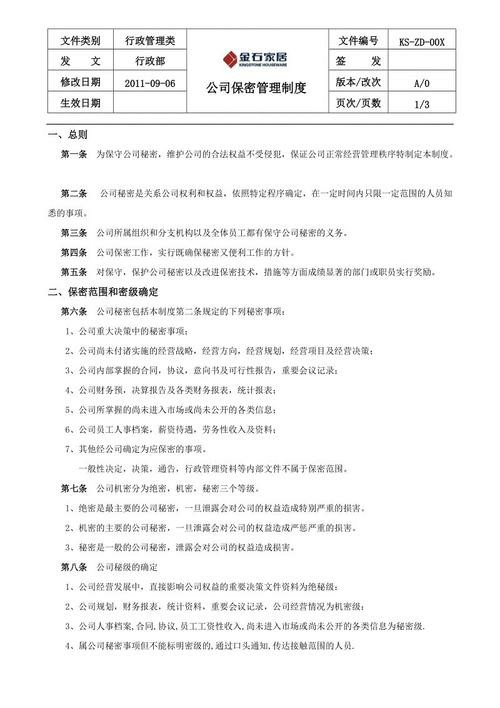 文件类别 行政管理类 金石家居 KINGSTONE HOUSEWARE 文件编号 KS-ZD-00X
发 文 行政部 签 发
修改日期 2011-09-06 公司保密管理制度 版本/改次 A/0
生效日期 页次/页数 1/3
一、总则
第一条 为保守公司秘密，维护公司的合法权益不受侵犯，保证公司正常经营管理秩序特制定本制度。
第二条 公司秘密是关系公司权利和权益，依照特定程序确定，在一定时间内只限一定范围的人员知
悉的事项。
第三条 公司所属组织和分支机构以及全体员工都有保守公司秘密的义务。
第四条 公司保密工作，实行既确保秘密又便利工作的方针。
第五条 对保守，保护公司秘密以及改进保密技术，措施等方面成绩显著的部门或职员实行奖励。
二、保密范围和密级确定
第六条 公司秘密包括本制度第二条规定的下列秘密事项：
1、公司重大决策中的秘密事项；
2、公司尚未付诸实施的经营战略，经营方向，经营规划，经营项目及经营决策；
3、公司内部掌握的合同，协议，意向书及可行性报告，重要会议记录；
4、公司财务预，决算报告及各类财务报表，统计报表；
5、公司所掌握的尚未进入市场或尚未公开的各类信息；
6、公司员工人事档案，薪资待遇，劳务性收入及资料；
7、其他经公司确定为应保密的事项。
一般性决定，决策，通告，行政管理资料等内部文件不属于保密范围。
第七条 公司机密分为绝密，机密，秘密三个等级。
1、绝密是最主要的公司秘密，一旦泄露会对公司的权益造成特别严重的损害。
2、机密的主要的公司秘密，一旦泄露会对公司的权益造成严惩严重的损害。
3、秘密是一般的公司秘密，泄露会对公司的权益造成损害。
第八条 公司秘级的确定
1、公司经营发展中，直接影响公司权益的重要决策文件资料为绝秘级；
2、公司规划，财务报表，统计资料，重要会议记录，公司经营情况为机密级；
3、公司人事档案,合同,协议,员工工资性收入,尚未进入市场或尚未公开的各类信息为秘密级.
4、属公司秘密事项但不能标明密级的,通过口头通知,传达接触范围的人员.